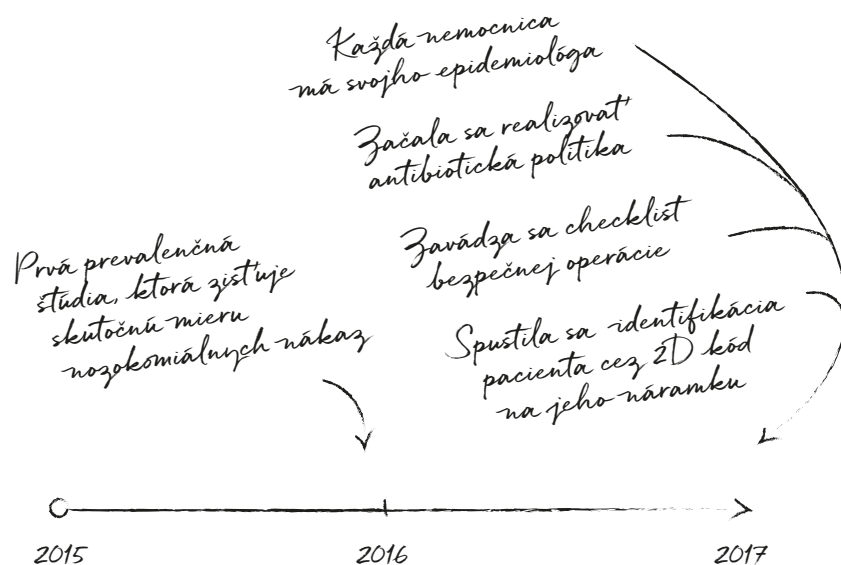 Každá nemocnica
má svojho epidemiológa
Začala sa realizovať
antibiotická politika
Zavádza sa checklist
bezpečnej operácie
Spustila sa identifikácia
pacienta cez 2D kód
na jeho náramku
Prvá prevalenčná
štúdia, ktorá zisťuje
skutočnú mieru
nozokomiálnych nákaz
2015
2016
2017